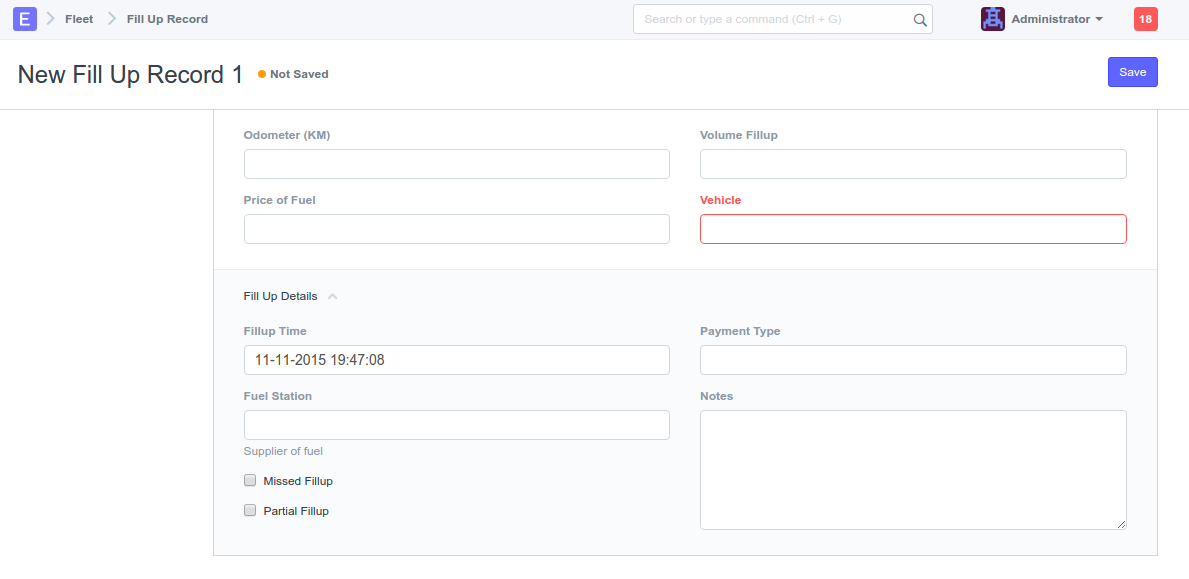 E Fleet Fill Up Record Search or type a command (Ctrl + G) Administrator 18
New Fill Up Record 1 Not Saved Save
Odometer (KM) Volume Fillup
Price of Fuel Vehicle
Fill Up Details
Fillup Time Payment Type
11-11-2015 19:47:08
Fuel Station Notes
Supplier of fuel
Missed Fillup
Partial Fillup